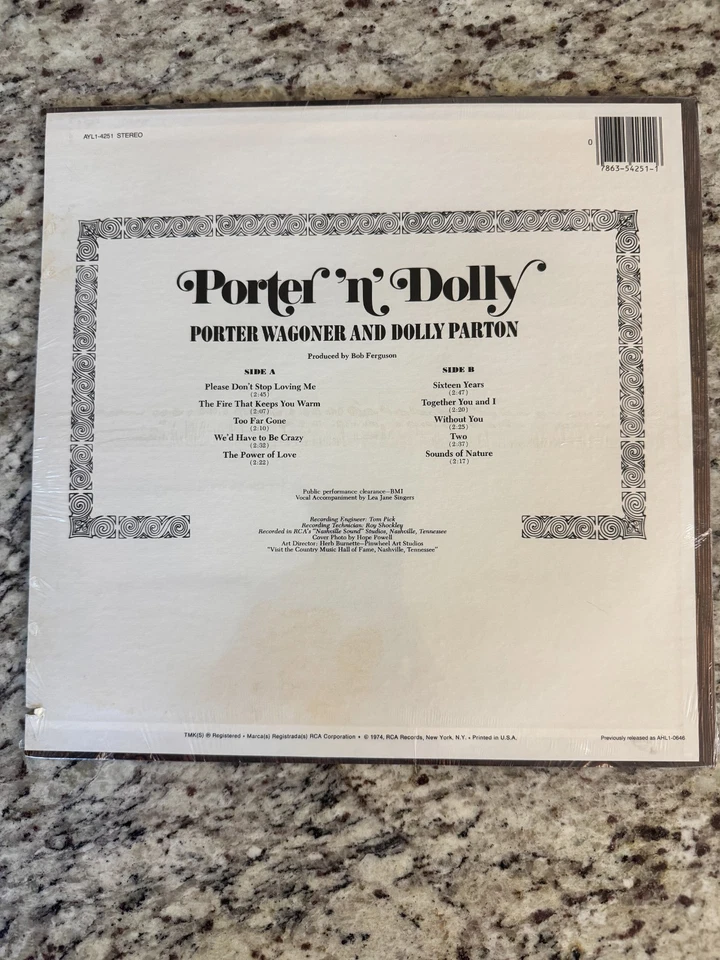 AYL1-4251 STEREO
0
7863-54251-1
Porter 'n' Dolly
PORTER WAGONER AND DOLLY PARTON
Produced by Bob Ferguson
SIDE A
Please Don't Stop Loving Me
(2:45)
The Fire That Keeps You Warm
(2:07)
Too Far Gone
(2:10)
We'd Have to Be Crazy
(2:32)
The Power of Love
(2:22)
SIDE B
Sixteen Years
(2:47)
Together You and I
(2:20)
Without You
(2:25)
Two
(2:37)
Sounds of Nature
(2:17)
Public performance clearance—BMI
Vocal Accompaniment by Lea Jane Singers
Recording Engineer: Tom Pick
Recording Technician: Roy Shockley
Recorded in RCA's "Nashville Sound" Studios, Nashville, Tennessee
Cover Photo by Hope Powell
Art Director: Herb Burnette—Pinwheel Art Studios
"Visit the Country Music Hall of Fame, Nashville, Tennessee"
TMK(S) ® Registered • Marca(s) Registrada(s) RCA Corporation • © 1974, RCA Records, New York, N.Y. • Printed in U.S.A.
Previously released as AHL1-0646